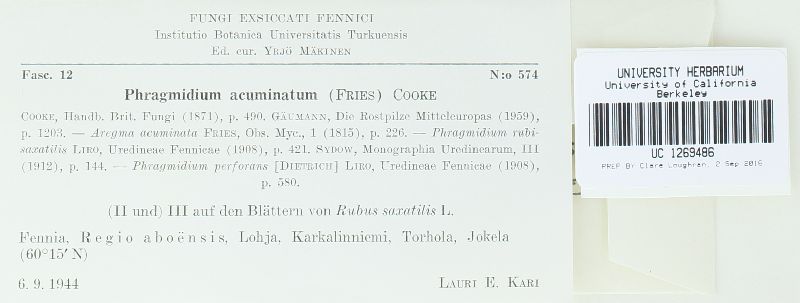 FUNGI EXSICCATI FENNICI
Institutio Botanica Universitatis Turkuensis
Ed. cur. YRJÖ MÄKINEN
Fasc. 12 N:o 574
Phragmidium acuminatum (FRIES) COOKE
COOKE, Handb. Brit. Fungi (1871), p. 490. GÄUMANN, Die Rostpilze Mitteleuropas (1959),
p. 1203. — Aregma acuminata FRIES, Obs. Myc., 1 (1815), p. 226. — Phragmidium rubi-
saxatilis LIRO, Uredineae Fennicae (1908), p. 421. SYDOW, Monographia Uredinearum, III
(1912), p. 144. — Phragmidium perforans [DIETRICH] LIRO, Uredineae Fennicae (1908),
p. 580.
(II und) III auf den Blättern von Rubus saxatilis L.
Fennia, Regio aboënsis, Lohja, Karkalinniemi, Torhola, Jokela
(60°15′ N)
6. 9. 1944 LAURI E. KARI
UNIVERSITY HERBARIUM
University of California
Berkeley
UC 1269486
PREP BY Clare Loughran, 2 Sep 2016